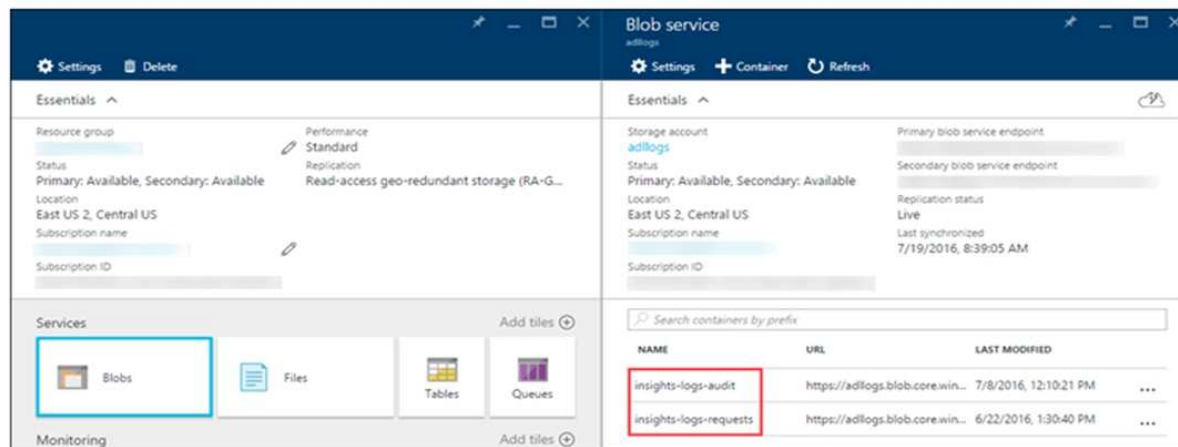 Settings Delete
Essentials
Resource group
Performance
Standard
Status
Primary: Available, Secondary: Available
Replication
Read-access geo-redundant storage (RA-G...
Location
East US 2, Central US
Subscription name
Subscription ID
Services
Add tiles
Blobs
Files
Tables
Queues
Monitoring
Add tiles
Blob service
adllogs
Settings Container Refresh
Essentials
Storage account
adllogs
Primary blob service endpoint
Status
Primary: Available, Secondary: Available
Secondary blob service endpoint
Location
East US 2, Central US
Replication status
Live
Subscription name
Last synchronized
7/19/2016, 8:39:05 AM
Subscription ID
Search containers by prefix
NAME URL LAST MODIFIED
insights-logs-audit https://adllogs.blob.core.win... 7/8/2016, 12:10:21 PM ...
insights-logs-requests https://adllogs.blob.core.win... 6/22/2016, 1:30:40 PM ...